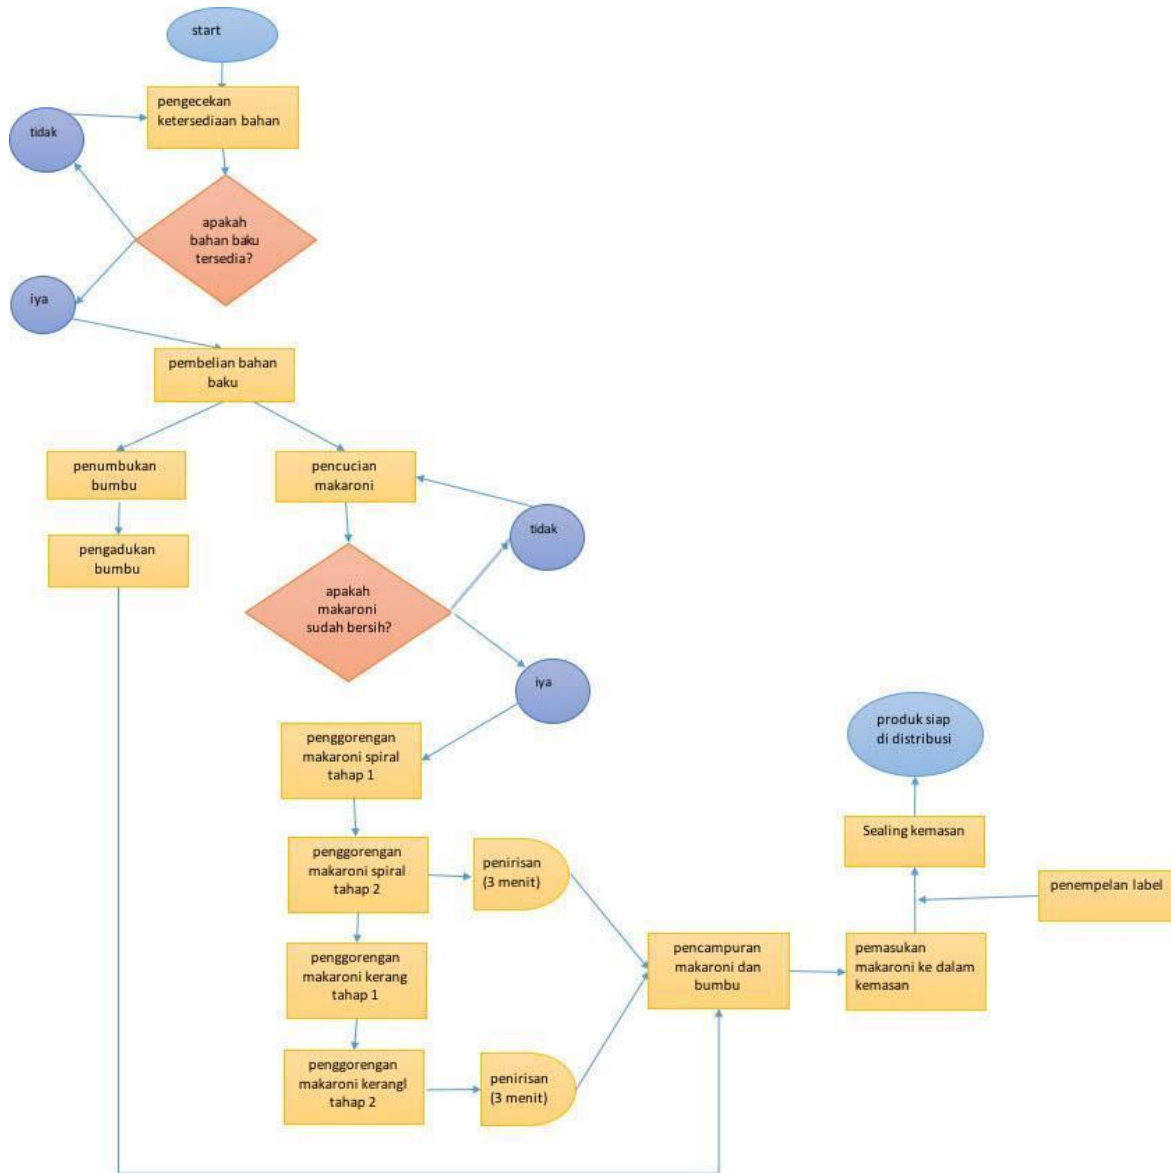 start
pengecekan
ketersediaan bahan
tidak
apakah
bahan baku
tersedia?
iya
pembelian bahan
baku
penumbukan
bumbu
pencucian
makaroni
tidak
pengadukan
bumbu
apakah
makaroni
sudah bersih?
iya
penggorengan
makaroni spiral
tahap 1
penggorengan
makaroni spiral
tahap 2
penirisan
(3 menit)
penggorengan
makaroni kerang
tahap 1
penggorengan
makaroni kerangl
tahap 2
penirisan
(3 menit)
pencampuran
makaroni dan
bumbu
pemasukan
makaroni ke dalam
kemasan
penempelan label
Sealing kemasan
produk siap
di distribusi